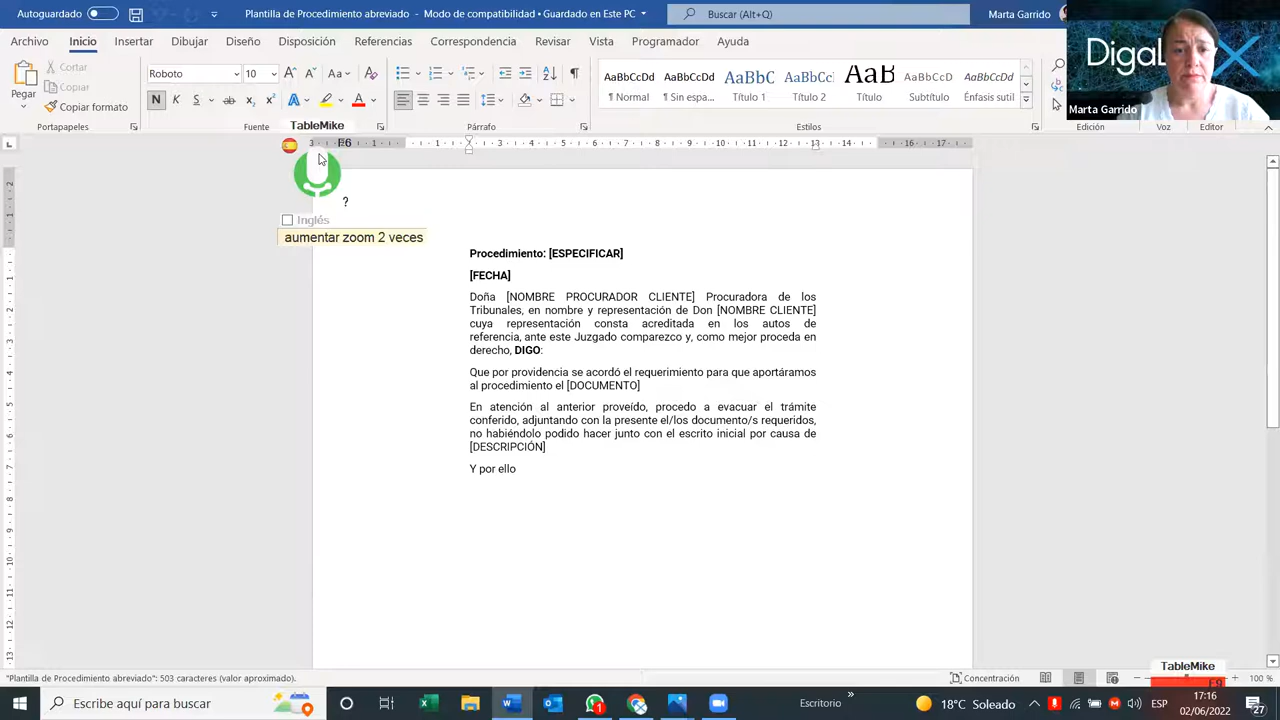 Autoguardado
Plantilla de Procedimiento abreviado - Modo de compatibilidad • Guardado en Este PC
Buscar (Alt+Q)
Marta Garrido
Archivo Inicio Insertar Dibujar Diseño Disposición Referencias Correspondencia Revisar Vista Programador Ayuda
Pegar
Cortar
Copiar
Copiar formato
Portapapeles
Roboto 10
N K S ab x₂ x²
Fuente
Párrafo
AaBbCcDd AaBbCcDd AaBbC AaBbCc AaB AaBbCcD AaBbCcDd
¶ Normal ¶ Sin espa... Título 1 Título 2 Título Subtítulo Énfasis sutil
Estilos
Edición Voz Editor
DigaL
Marta Garrido
TableMike
?
Inglés
aumentar zoom 2 veces
Procedimiento: [ESPECIFICAR]
[FECHA]
Doña [NOMBRE PROCURADOR CLIENTE] Procuradora de los
Tribunales, en nombre y representación de Don [NOMBRE CLIENTE]
cuya representación consta acreditada en los autos de
referencia, ante este Juzgado comparezco y, como mejor proceda en
derecho, DIGO:
Que por providencia se acordó el requerimiento para que aportáramos
al procedimiento el [DOCUMENTO]
En atención al anterior proveído, procedo a evacuar el trámite
conferido, adjuntando con la presente el/los documento/s requeridos,
no habiéndolo podido hacer junto con el escrito inicial por causa de
[DESCRIPCIÓN]
Y por ello
TableMike
"Plantilla de Procedimiento abreviado": 503 caracteres (valor aproximado).
Concentración
100 %
Escribe aquí para buscar
Escritorio
18°C Soleado
ESP
17:16
02/06/2022
27